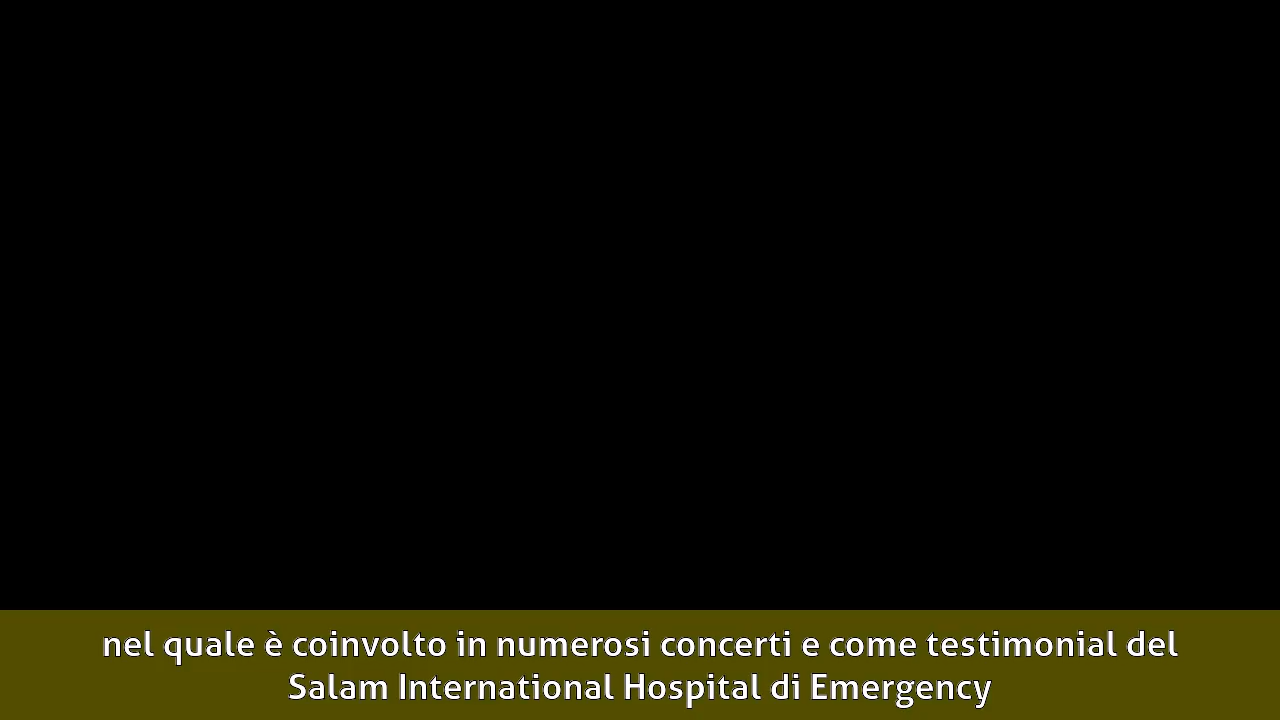 nel quale è coinvolto in numerosi concerti e come testimonial del
Salam International Hospital di Emergency